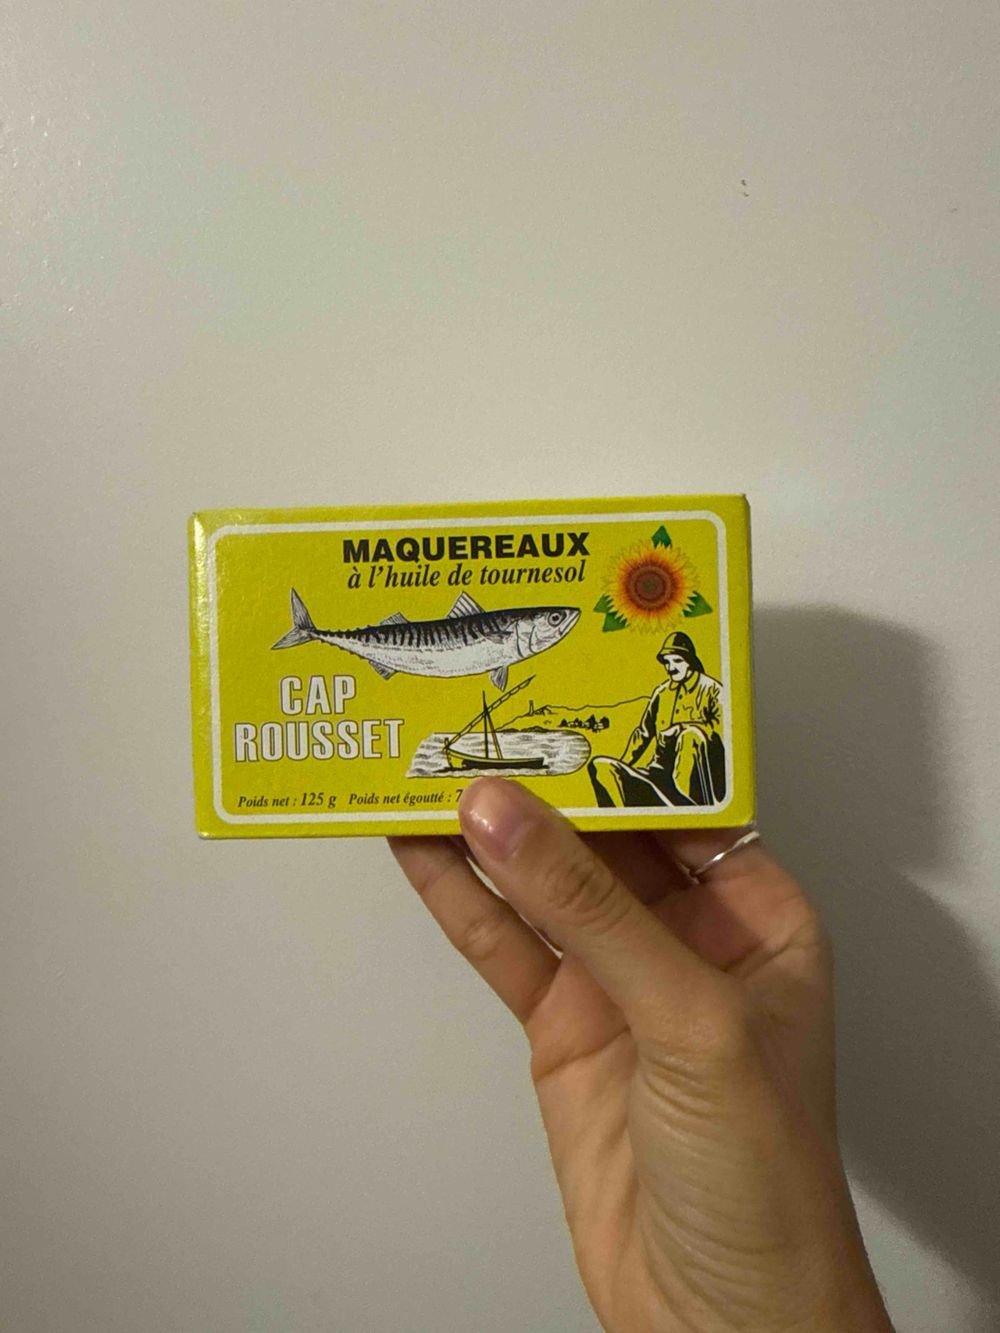 MAQUEREAUX
à l'huile de tournesol
CAP
ROUSSET
Poids net : 125 g Poids net égoutté :